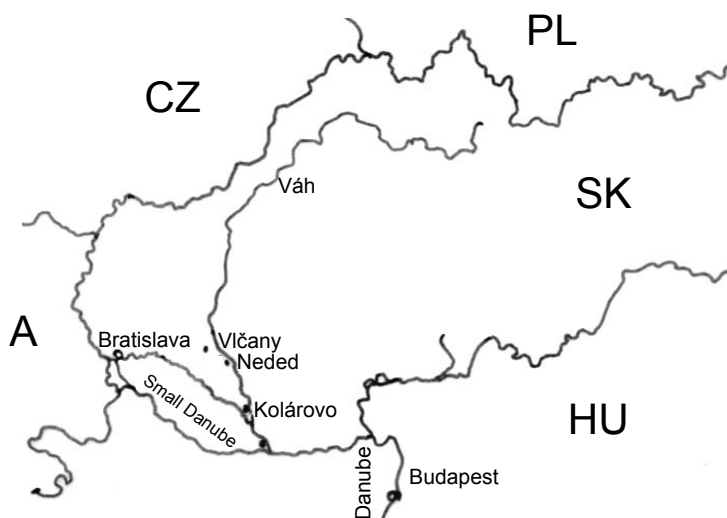 PL
CZ
Váh
SK
A
Bratislava
Vlčany
Neded
Small Danube
Kolárovo
HU
Danube
Budapest